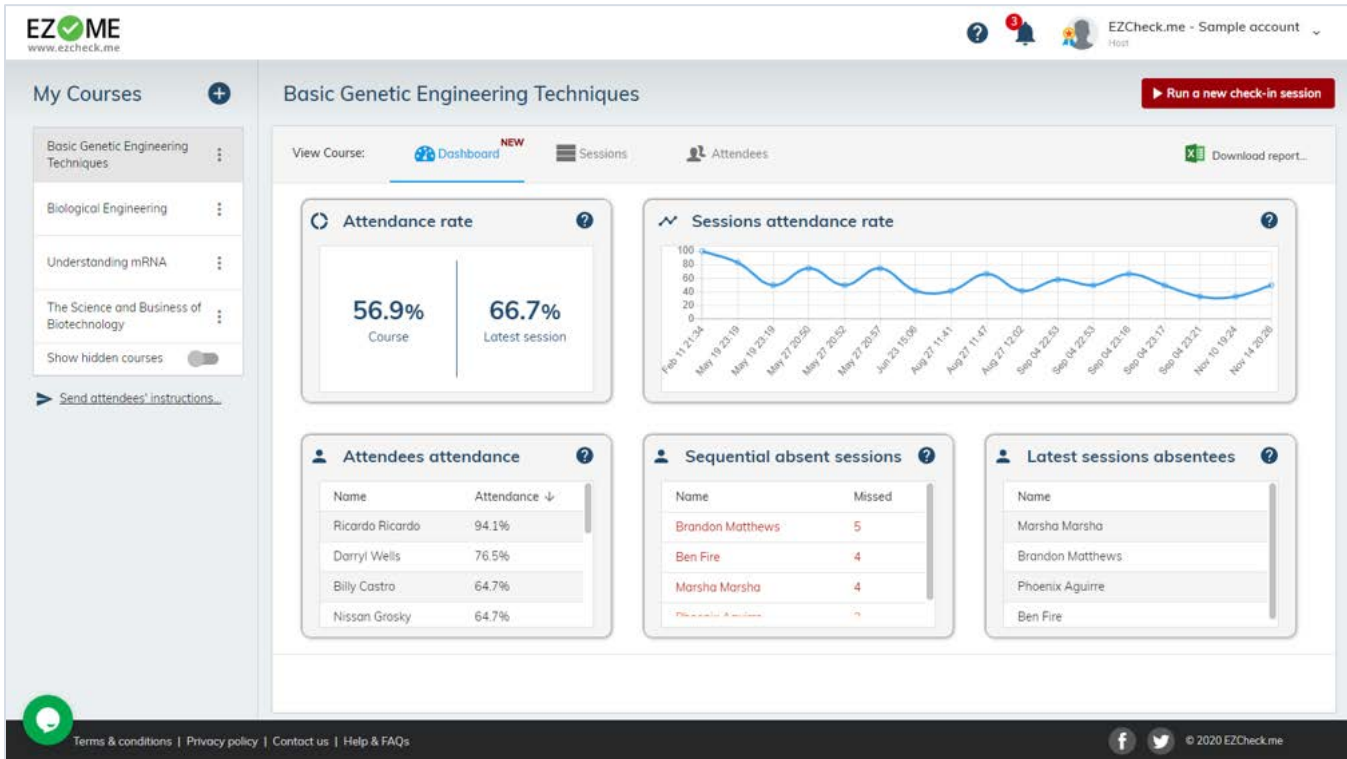 EZ ME
www.ezcheck.me
3
EZCheck.me - Sample account
Host
My Courses
Basic Genetic Engineering Techniques
Run a new check-in session
Basic Genetic Engineering
Techniques
Biological Engineering
Understanding mRNA
The Science and Business of
Biotechnology
Show hidden courses
Send attendees' instructions...
View Course:
Dashboard
NEW
Sessions
Attendees
Download report...
Attendance rate
56.9%
Course
66.7%
Latest session
Sessions attendance rate
100
80
60
40
20
0
Feb 11 21:34
May 19 23:19
May 19 23:19
May 27 20:50
May 27 20:52
May 27 20:57
Jun 23 15:06
Aug 27 11:41
Aug 27 11:47
Aug 27 12:02
Sep 04 22:53
Sep 04 22:53
Sep 04 23:16
Sep 04 23:17
Sep 04 23:21
Nov 10 19:24
Nov 14 20:26
Attendees attendance
Name Attendance
Ricardo Ricardo 94.1%
Darryl Wells 76.5%
Billy Castro 64.7%
Nissan Grosky 64.7%
Sequential absent sessions
Name Missed
Brandon Matthews 5
Ben Fire 4
Marsha Marsha 4
Latest sessions absentees
Name
Marsha Marsha
Brandon Matthews
Phoenix Aguirre
Ben Fire
Terms & conditions | Privacy policy | Contact us | Help & FAQs
© 2020 EZCheck.me